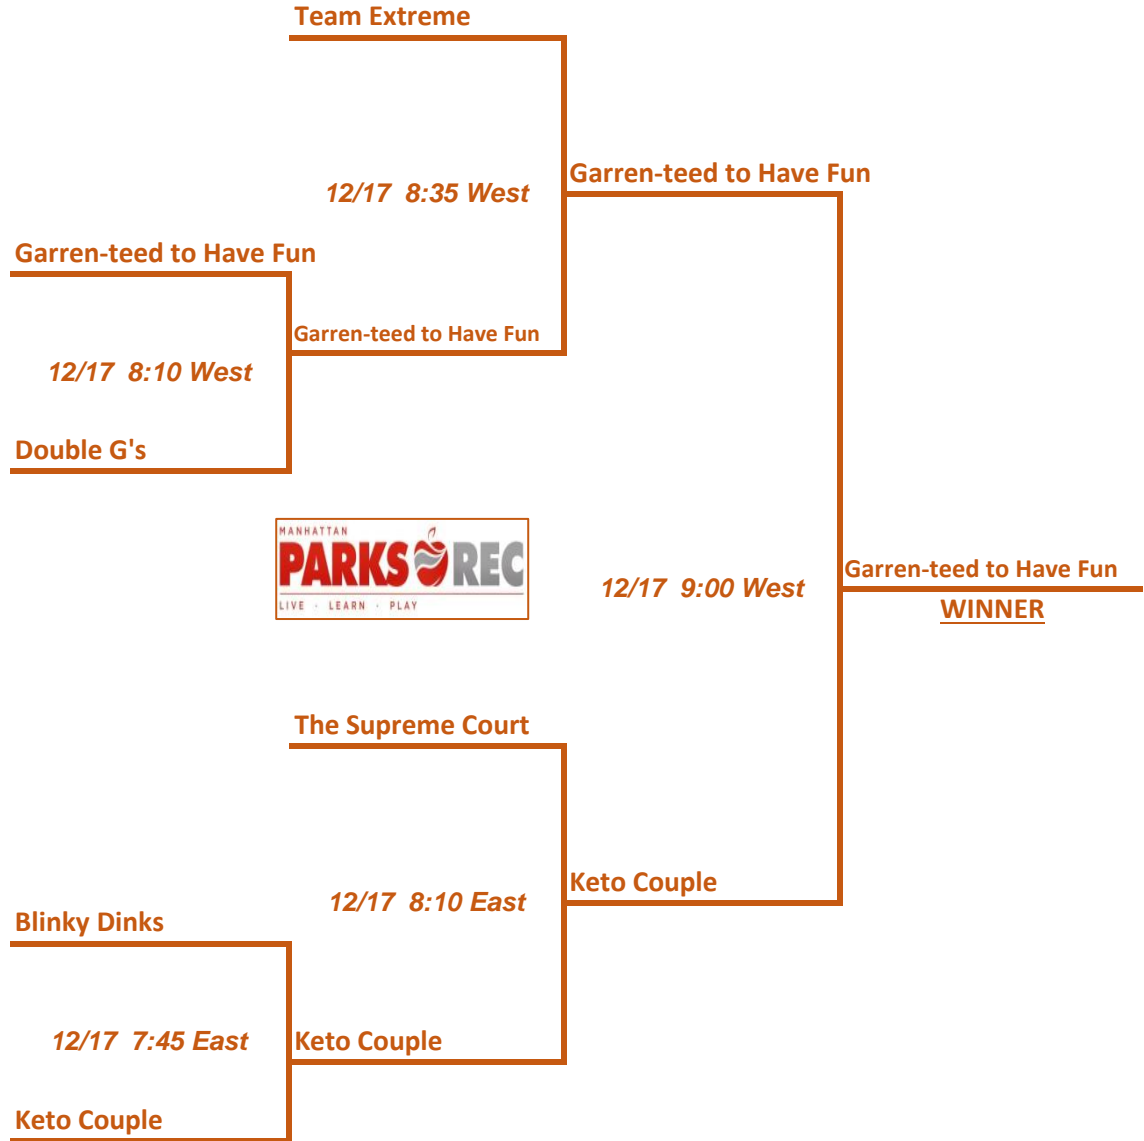 Team Extreme
12/17 8:35 West
Garren-teed to Have Fun
Garren-teed to Have Fun
Garren-teed to Have Fun
12/17 8:10 West
Double G's
MANHATTAN
PARKS REC
LIVE · LEARN · PLAY
12/17 9:00 West
Garren-teed to Have Fun
WINNER
The Supreme Court
12/17 8:10 East
Keto Couple
Blinky Dinks
12/17 7:45 East
Keto Couple
Keto Couple